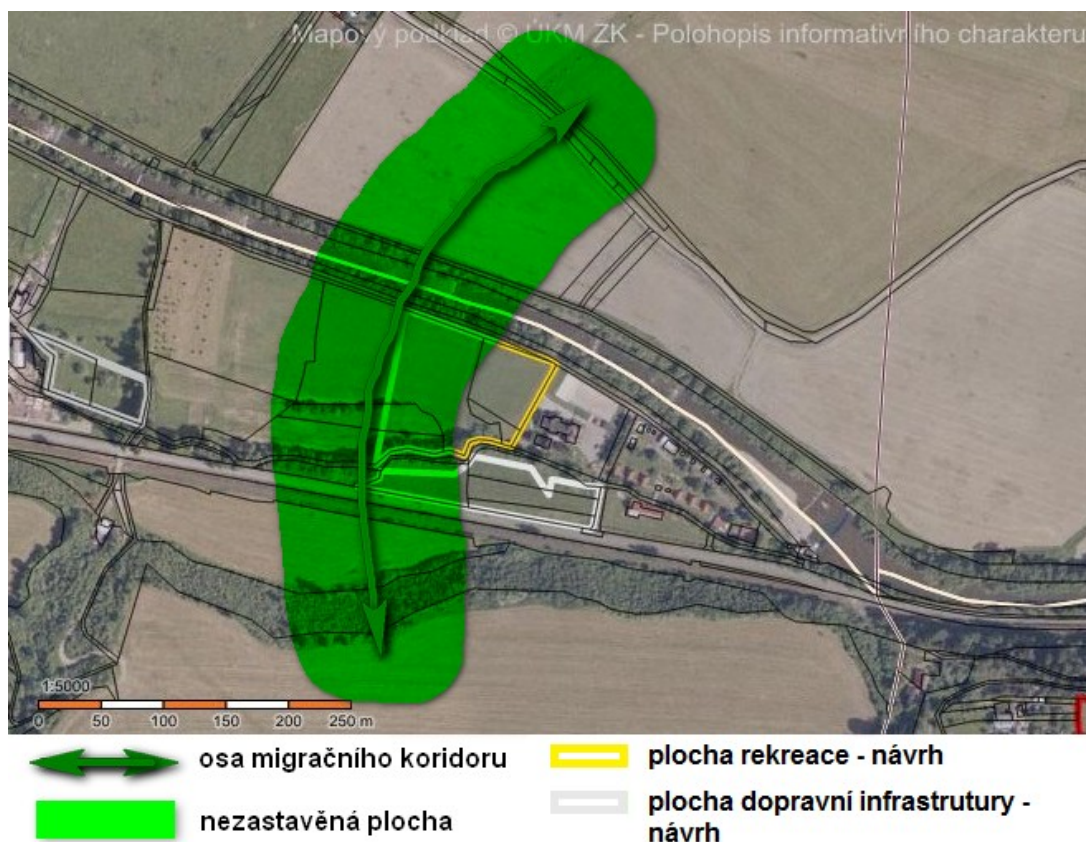 Mapový podklad © ÚKM ZK - Polohopis informativního charakteru
1:5000
0 50 100 150 200 250 m
osa migračního koridoru
nezastavěná plocha
plocha rekreace - návrh
plocha dopravní infrastrutury -
návrh